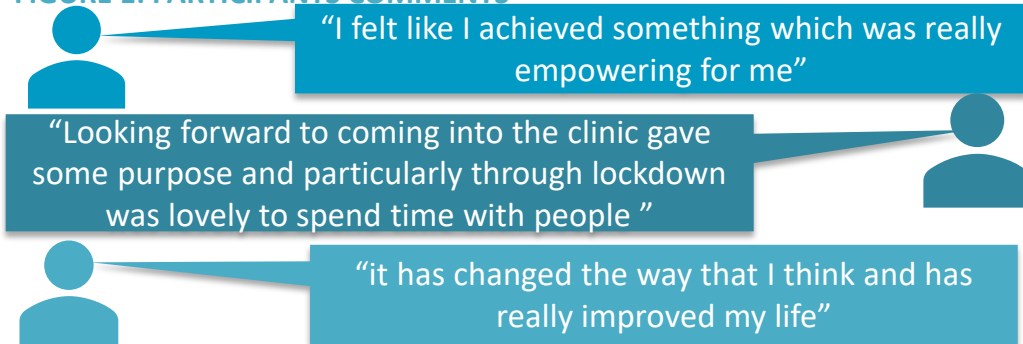 PARTICIPANTS COMMENTS
“I felt like I achieved something which was really
empowering for me”
“Looking forward to coming into the clinic gave
some purpose and particularly through lockdown
was lovely to spend time with people ”
“it has changed the way that I think and has
really improved my life”